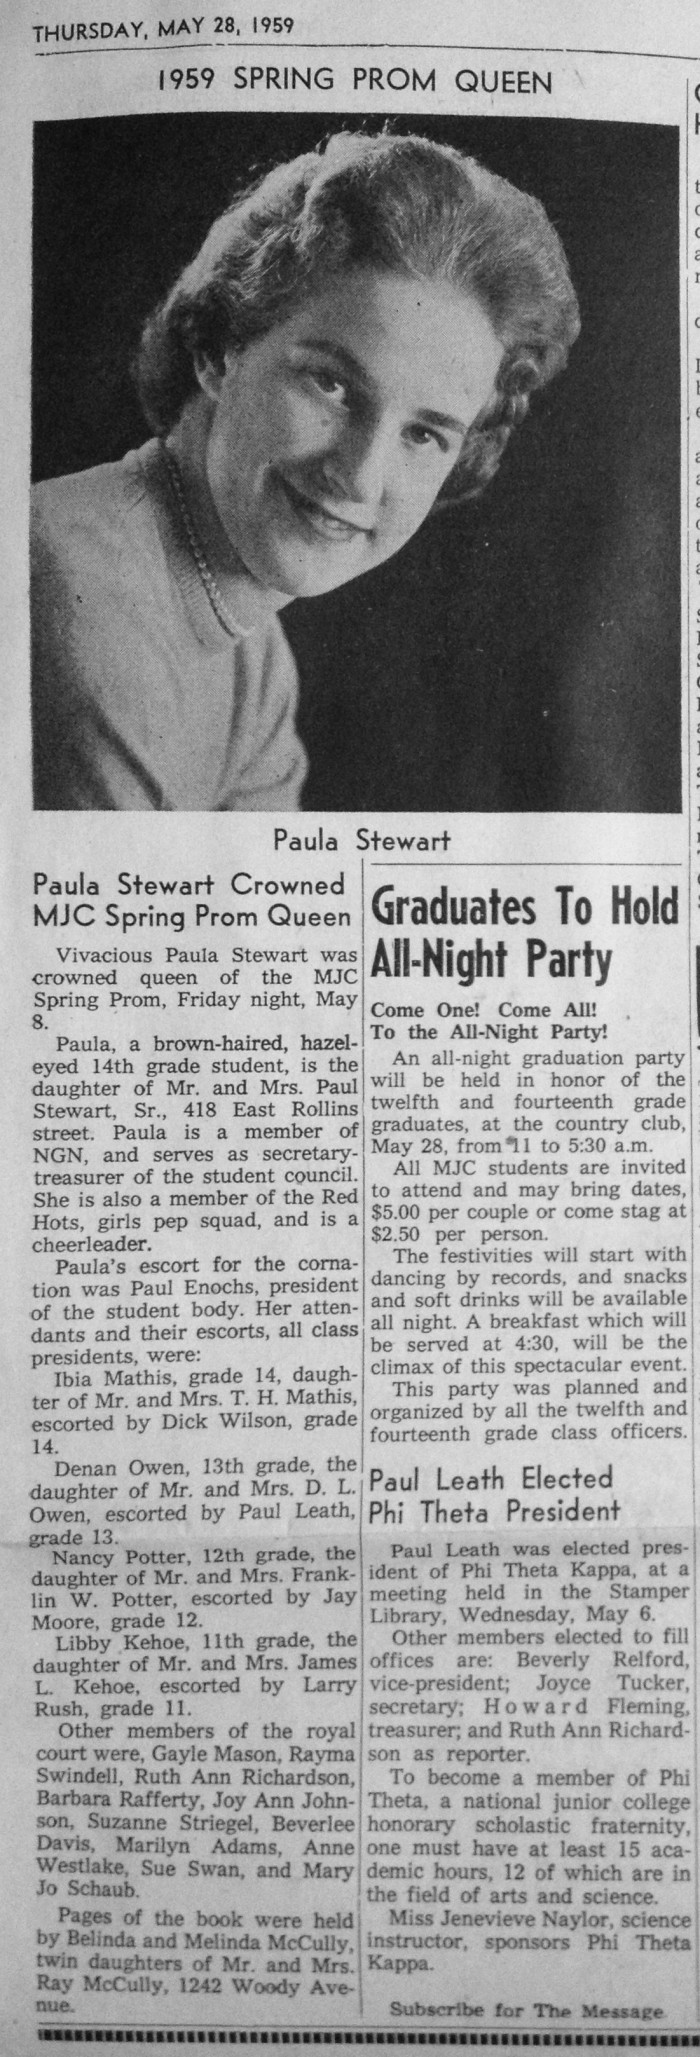 THURSDAY, MAY 28, 1959
1959 SPRING PROM QUEEN
Paula Stewart
Paula Stewart Crowned
MJC Spring Prom Queen
Vivacious Paula Stewart was
crowned queen of the MJC
Spring Prom, Friday night, May
8.
Paula, a brown-haired, hazel-
eyed 14th grade student, is the
daughter of Mr. and Mrs. Paul
Stewart, Sr., 418 East Rollins
street. Paula is a member of
NGN, and serves as secretary-
treasurer of the student council.
She is also a member of the Red
Hots, girls pep squad, and is a
cheerleader.
Paula's escort for the corna-
tion was Paul Enochs, president
of the student body. Her atten-
dants and their escorts, all class
presidents, were:
Ibia Mathis, grade 14, daugh-
ter of Mr. and Mrs. T. H. Mathis,
escorted by Dick Wilson, grade
14.
Denan Owen, 13th grade, the
daughter of Mr. and Mrs. D. L.
Owen, escorted by Paul Leath,
grade 13.
Nancy Potter, 12th grade, the
daughter of Mr. and Mrs. Frank-
lin W. Potter, escorted by Jay
Moore, grade 12.
Libby Kehoe, 11th grade, the
daughter of Mr. and Mrs. James
L. Kehoe, escorted by Larry
Rush, grade 11.
Other members of the royal
court were, Gayle Mason, Rayma
Swindell, Ruth Ann Richardson,
Barbara Rafferty, Joy Ann John-
son, Suzanne Striegel, Beverlee
Davis, Marilyn Adams, Anne
Westlake, Sue Swan, and Mary
Jo Schaub.
Pages of the book were held
by Belinda and Melinda McCully,
twin daughters of Mr. and Mrs.
Ray McCully, 1242 Woody Ave-
nue.
Graduates To Hold
All-Night Party
Come One! Come All!
To the All-Night Party!
An all-night graduation party
will be held in honor of the
twelfth and fourteenth grade
graduates, at the country club,
May 28, from 11 to 5:30 a.m.
All MJC students are invited
to attend and may bring dates,
$5.00 per couple or come stag at
$2.50 per person.
The festivities will start with
dancing by records, and snacks
and soft drinks will be available
all night. A breakfast which will
be served at 4:30, will be the
climax of this spectacular event.
This party was planned and
organized by all the twelfth and
fourteenth grade class officers.
Paul Leath Elected
Phi Theta President
Paul Leath was elected pres-
ident of Phi Theta Kappa, at a
meeting held in the Stamper
Library, Wednesday, May 6.
Other members elected to fill
offices are: Beverly Relford,
vice-president; Joyce Tucker,
secretary; Howard Fleming,
treasurer; and Ruth Ann Richard-
son as reporter.
To become a member of Phi
Theta, a national junior college
honorary scholastic fraternity,
one must have at least 15 aca-
demic hours, 12 of which are in
the field of arts and science.
Miss Jenevieve Naylor, science
instructor, sponsors Phi Theta
Kappa.
Subscribe for The Message